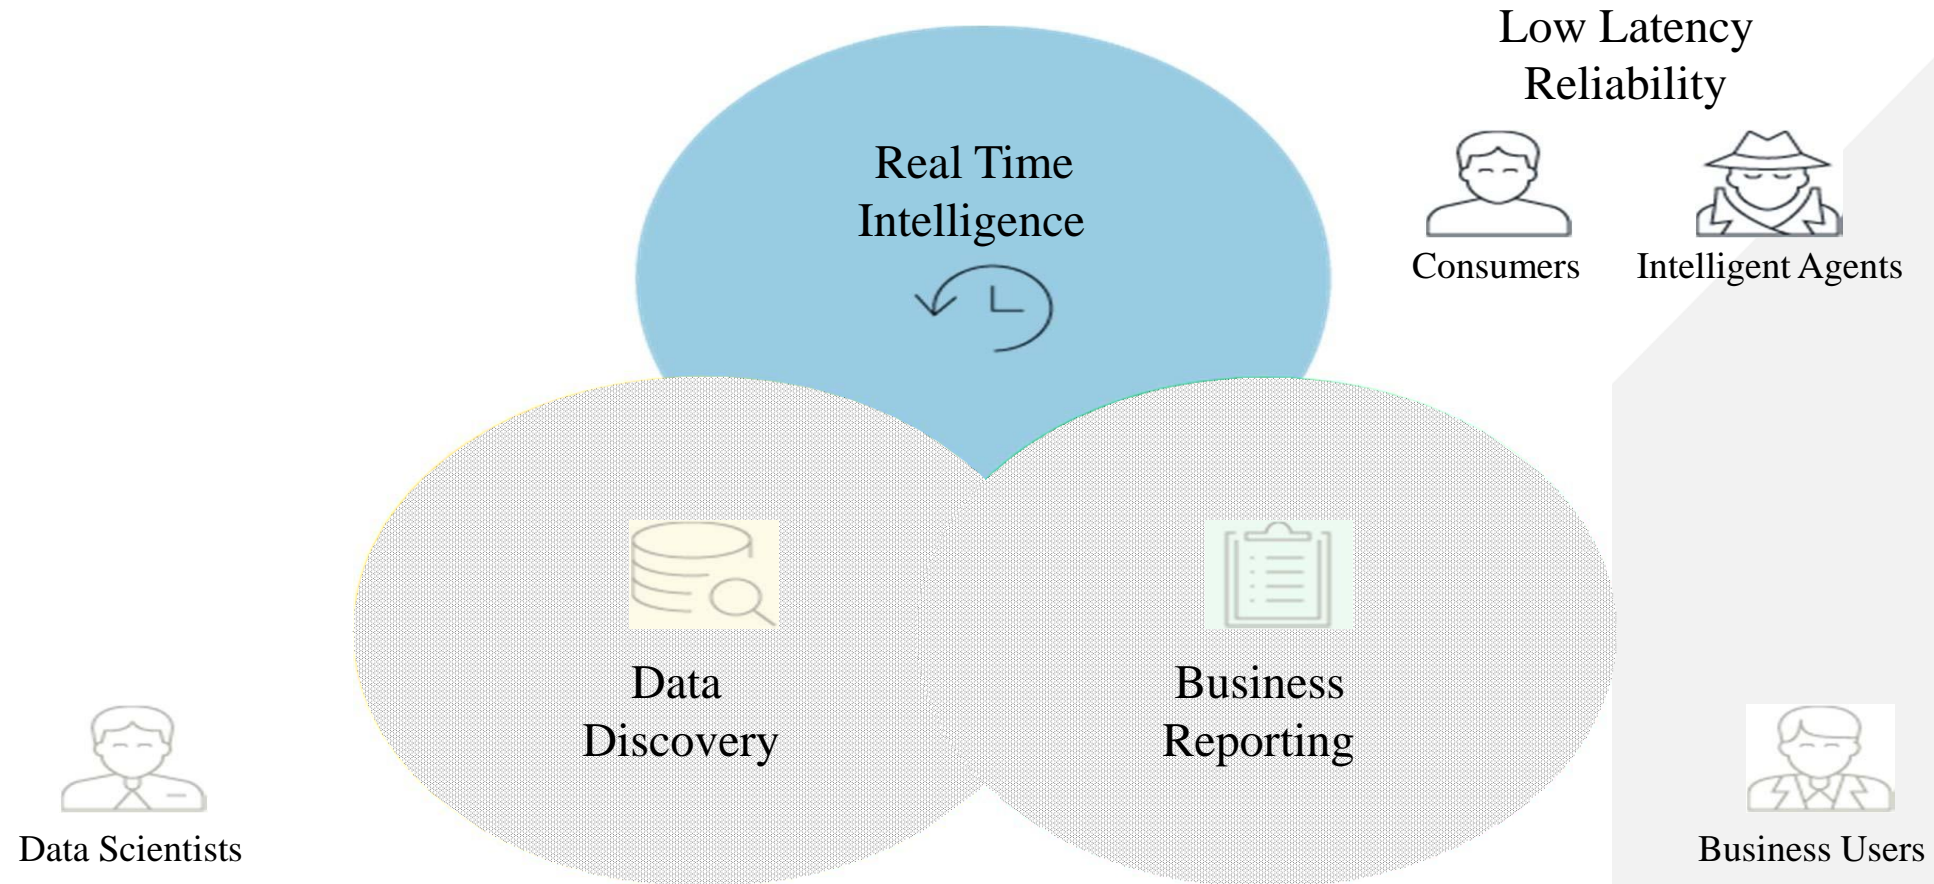 Low Latency
Reliability
Real Time
Intelligence
Consumers
Intelligent Agents
Data
Discovery
Business
Reporting
Data Scientists
Business Users